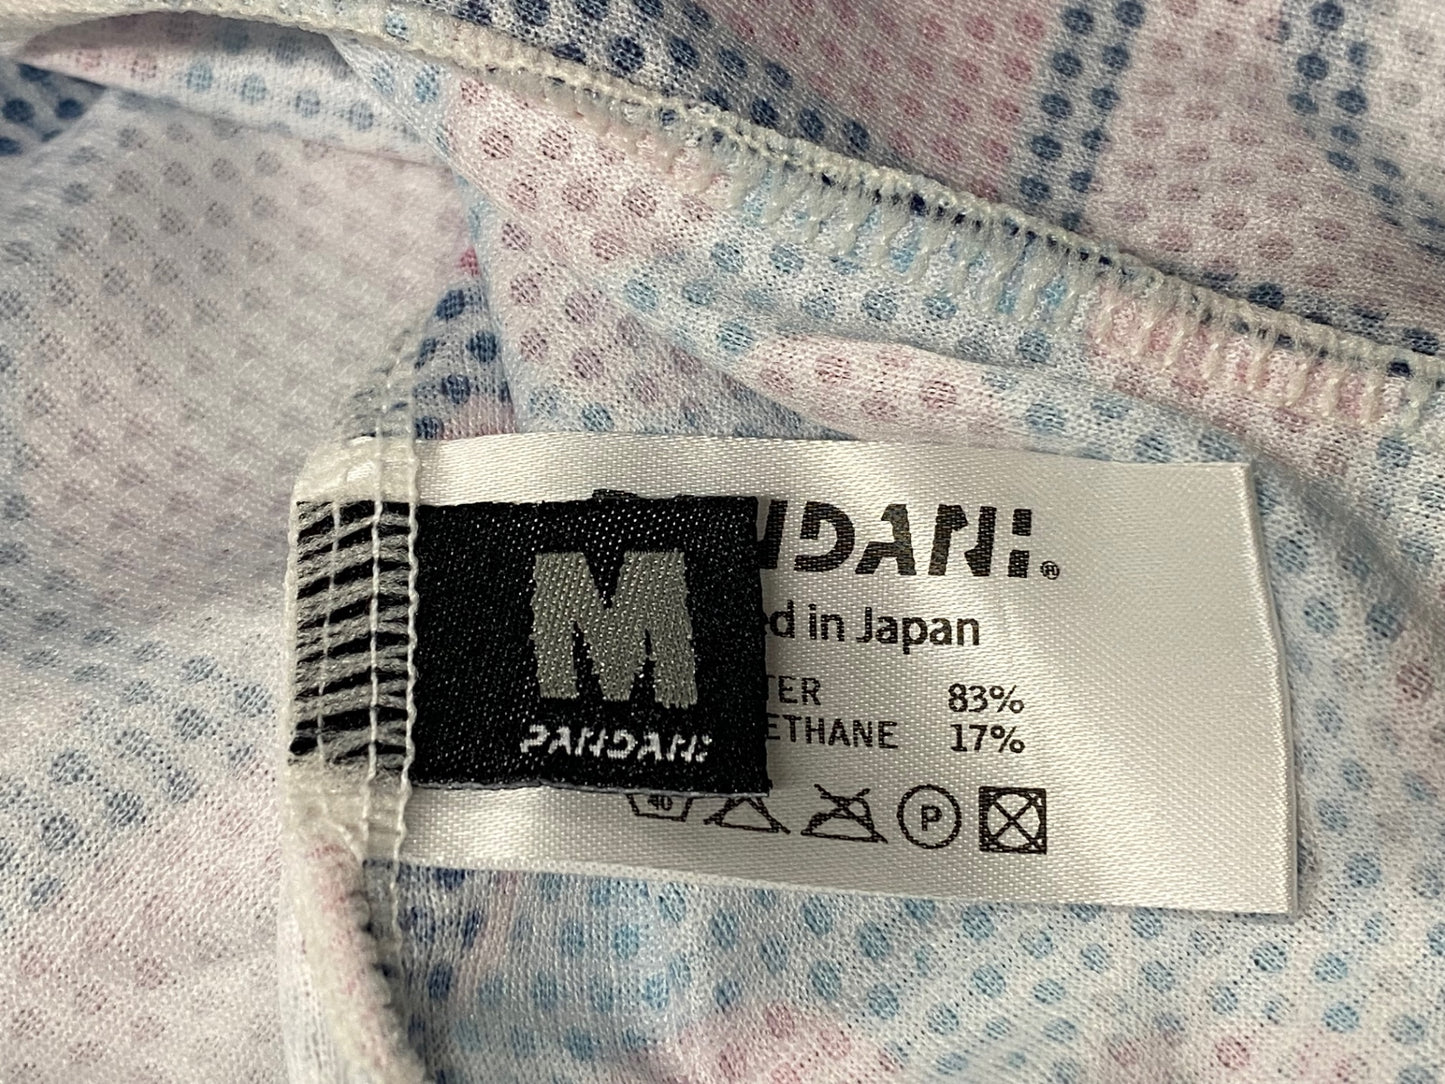 M
PANDANI
NDANI®
ed in Japan
TER 83%
ETHANE 17%
40
P